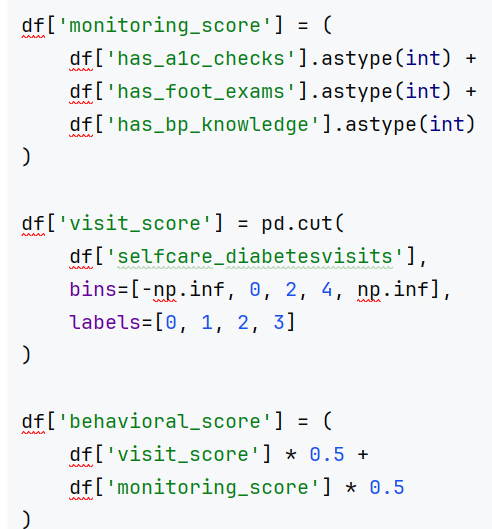 df['monitoring_score'] = (
    df['has_a1c_checks'].astype(int) +
    df['has_foot_exams'].astype(int) +
    df['has_bp_knowledge'].astype(int)
)

df['visit_score'] = pd.cut(
    df['selfcare_diabetesvisits'],
    bins=[-np.inf, 0, 2, 4, np.inf],
    labels=[0, 1, 2, 3]
)

df['behavioral_score'] = (
    df['visit_score'] * 0.5 +
    df['monitoring_score'] * 0.5
)